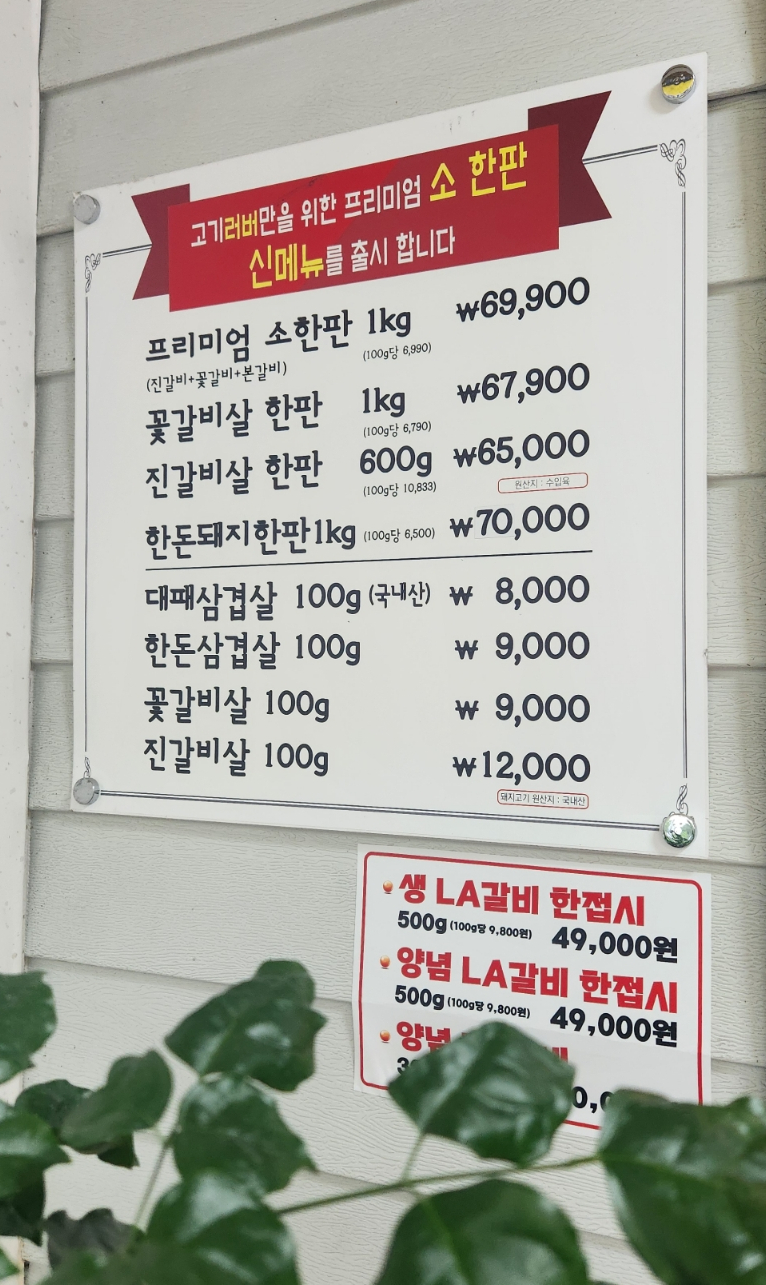 고기러버만을 위한 프리미엄 소 한판
신메뉴를 출시 합니다
프리미엄 소한판 1kg ₩69,900
(100g당 6,990)
(진갈비+꽃갈비+본갈비)
꽃갈비살 한판 1kg ₩67,900
(100g당 6,790)
진갈비살 한판 600g ₩65,000
(100g당 10,833)
원산지 : 수입육
한돈돼지한판1kg (100g당 6,500) ₩70,000
대패삼겹살 100g (국내산) ₩ 8,000
한돈삼겹살 100g ₩ 9,000
꽃갈비살 100g ₩ 9,000
진갈비살 100g ₩12,000
돼지고기 원산지 : 국내산
생 LA갈비 한접시
500g (100g당 9,800원) 49,000원
양념 LA갈비 한접시
500g (100g당 9,800원) 49,000원
양념